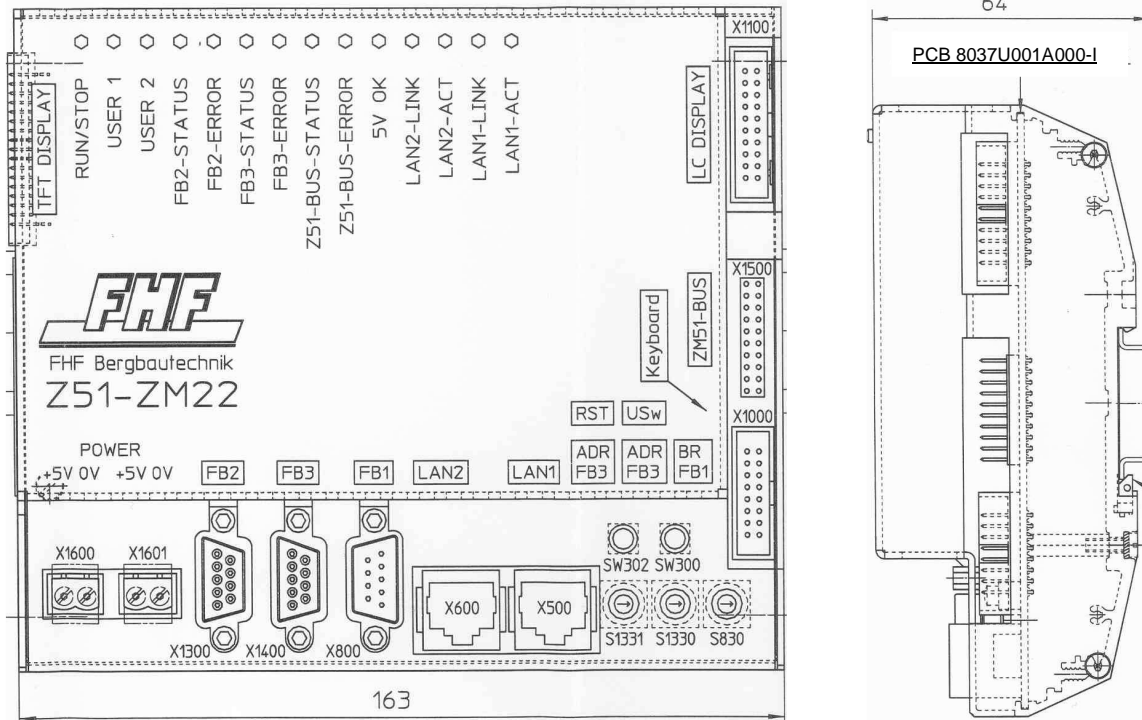 TFT DISPLAY
RUN/STOP
USER 1
USER 2
FB2-STATUS
FB2-ERROR
FB3-STATUS
FB3-ERROR
Z51-BUS-STATUS
Z51-BUS-ERROR
5V OK
LAN2-LINK
LAN2-ACT
LAN1-LINK
LAN1-ACT
LC DISPLAY
X1100
FHF
FHF Bergbautechnik
Z51-ZM22
Keyboard
ZM51-BUS
X1500
X1000
RST
USw
ADR
FB3
ADR
FB3
BR
FB1
POWER
+5V 0V +5V 0V
FB2
FB3
FB1
LAN2
LAN1
X1600
X1601
X1300
X1400
X800
X600
X500
SW302
SW300
S1331
S1330
S830
163
64
PCB 8037U001A000-I